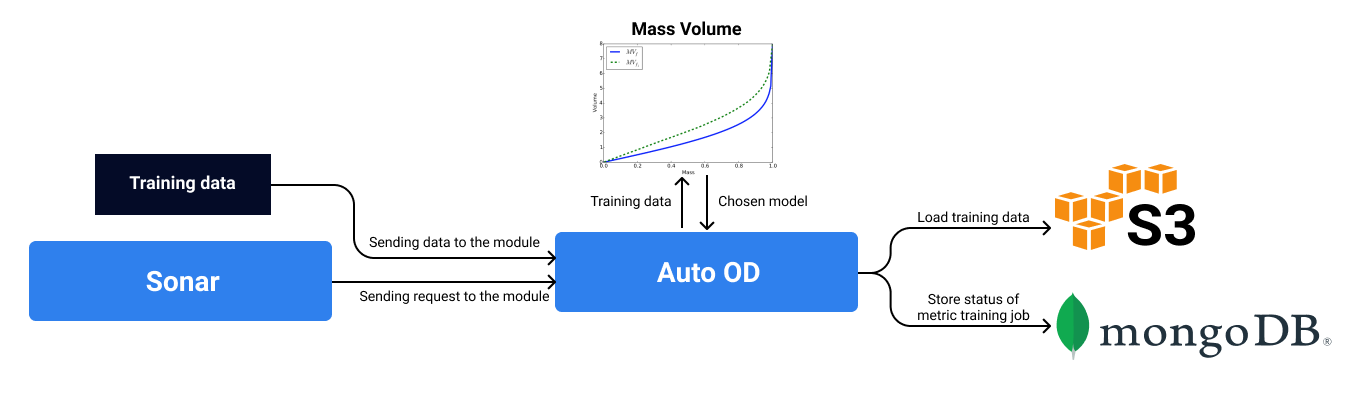 Mass Volume
8
7
6
5
4
3
2
1
0
Volume
MV
MV
0.0 0.2 0.4 0.6 0.8 1.0
Mass
Training data
Training data
Chosen model
Sending data to the module
Sonar
Sending request to the module
Auto OD
Load training data
S3
Store status of
metric training job
mongoDB®